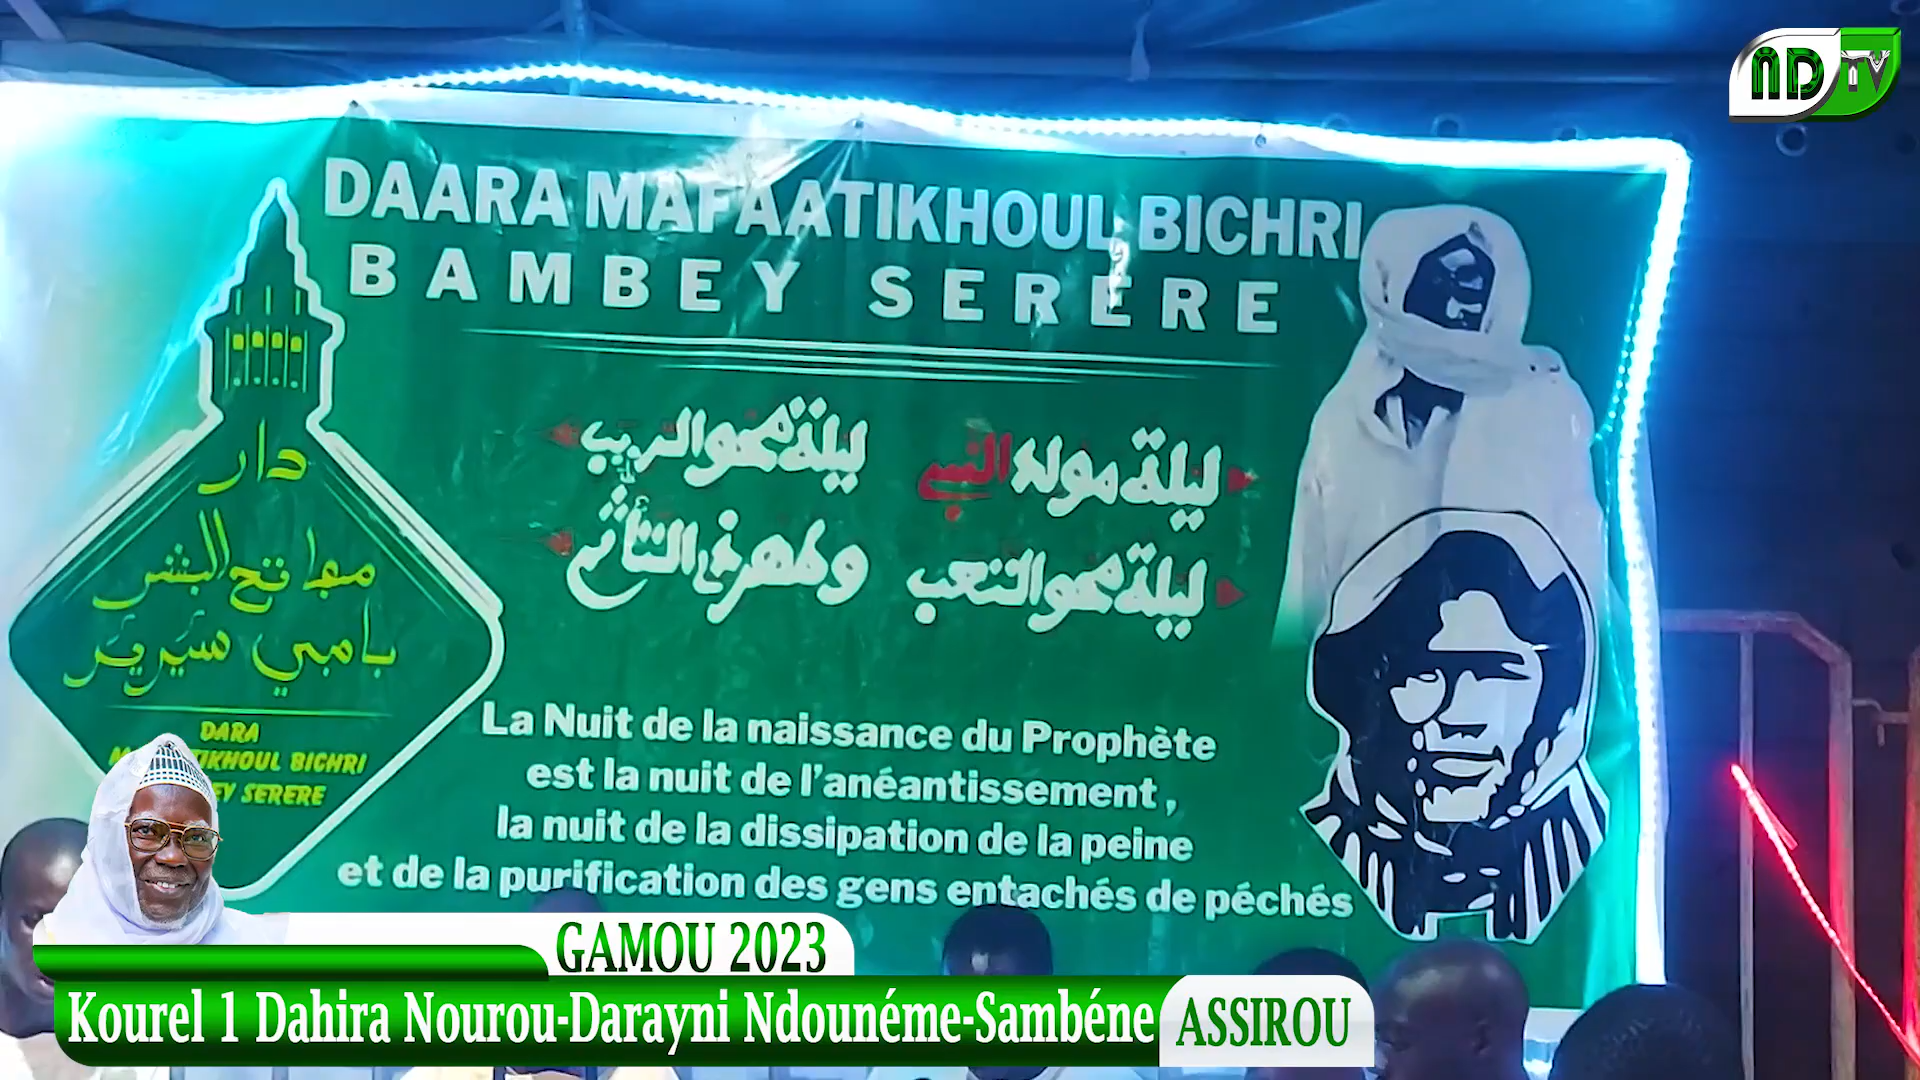 NDTV
DAARA MAFAATIKHOUL BICHRI
BAMBEY SERERE
ليلة مولد النبي
ليلة محو الريب
ليلة محو التعب
دار
مفاتح البشر
بامبي سيرير
DARA
IKHOUL BICHRI
EY SERERE
La Nuit de la naissance du Prophète
est la nuit de l'anéantissement ,
la nuit de la dissipation de la peine
et de la purification des gens entachés de péchés
GAMOU 2023
Kourel 1 Dahira Nourou-Darayni Ndounéme-Sambéne
ASSIROU